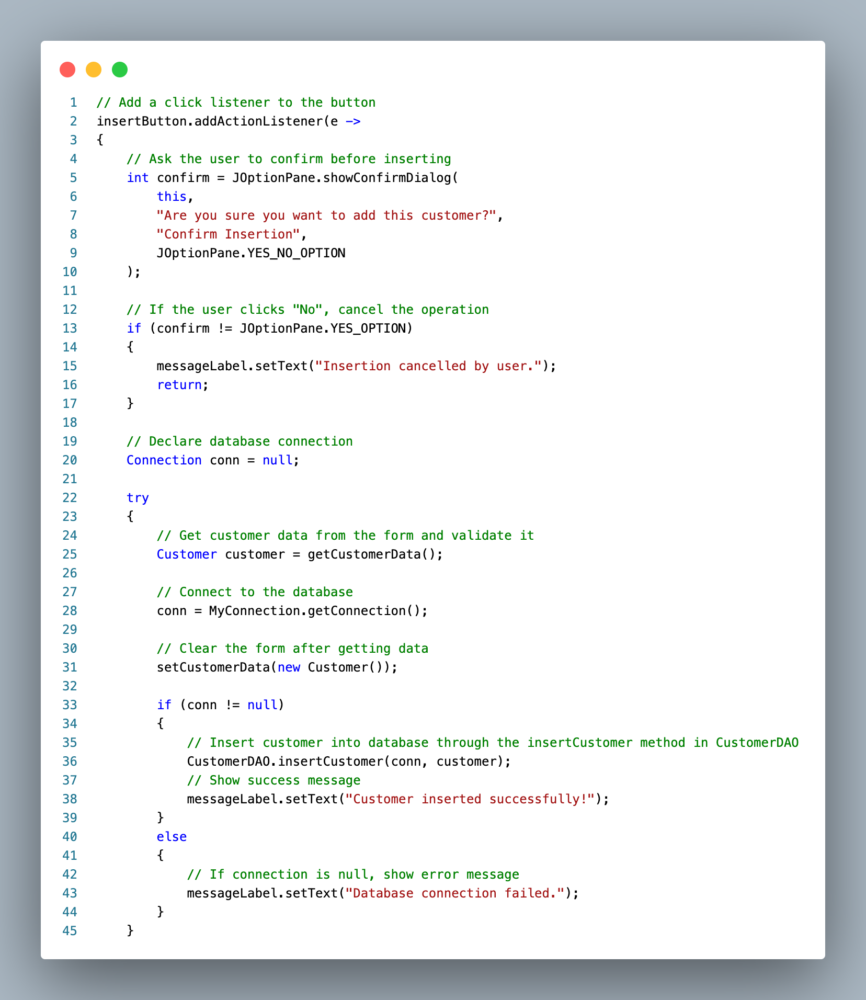 1 // Add a click listener to the button
2 insertButton.addActionListener(e ->
3 {
4     // Ask the user to confirm before inserting
5     int confirm = JOptionPane.showConfirmDialog(
6         this,
7         "Are you sure you want to add this customer?",
8         "Confirm Insertion",
9         JOptionPane.YES_NO_OPTION
10     );
11
12     // If the user clicks "No", cancel the operation
13     if (confirm != JOptionPane.YES_OPTION)
14     {
15         messageLabel.setText("Insertion cancelled by user.");
16         return;
17     }
18
19     // Declare database connection
20     Connection conn = null;
21
22     try
23     {
24         // Get customer data from the form and validate it
25         Customer customer = getCustomerData();
26
27         // Connect to the database
28         conn = MyConnection.getConnection();
29
30         // Clear the form after getting data
31         setCustomerData(new Customer());
32
33         if (conn != null)
34         {
35             // Insert customer into database through the insertCustomer method in CustomerDAO
36             CustomerDAO.insertCustomer(conn, customer);
37             // Show success message
38             messageLabel.setText("Customer inserted successfully!");
39         }
40         else
41         {
42             // If connection is null, show error message
43             messageLabel.setText("Database connection failed.");
44         }
45     }